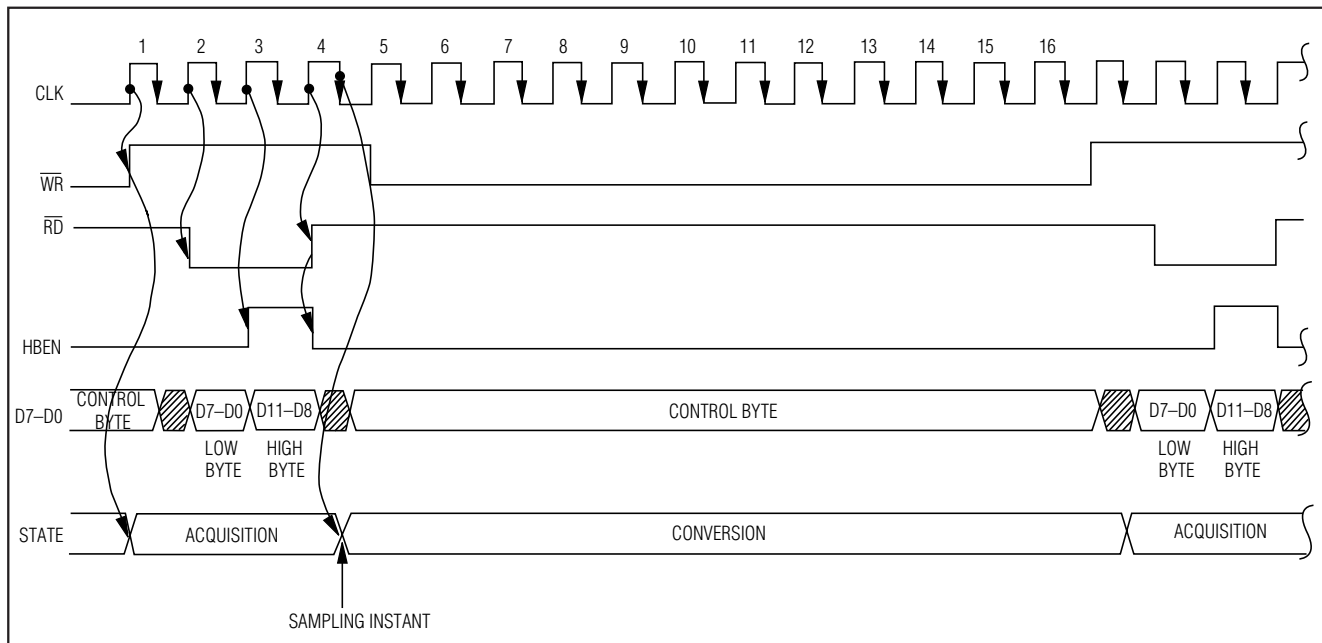 1 2 3 4 5 6 7 8 9 10 11 12 13 14 15 16
CLK
WR
RD
HBEN
D7–D0
CONTROL
BYTE
D7–D0
D11–D8
CONTROL BYTE
D7–D0
D11–D8
LOW
BYTE
HIGH
BYTE
LOW
BYTE
HIGH
BYTE
STATE
ACQUISITION
CONVERSION
ACQUISITION
SAMPLING INSTANT